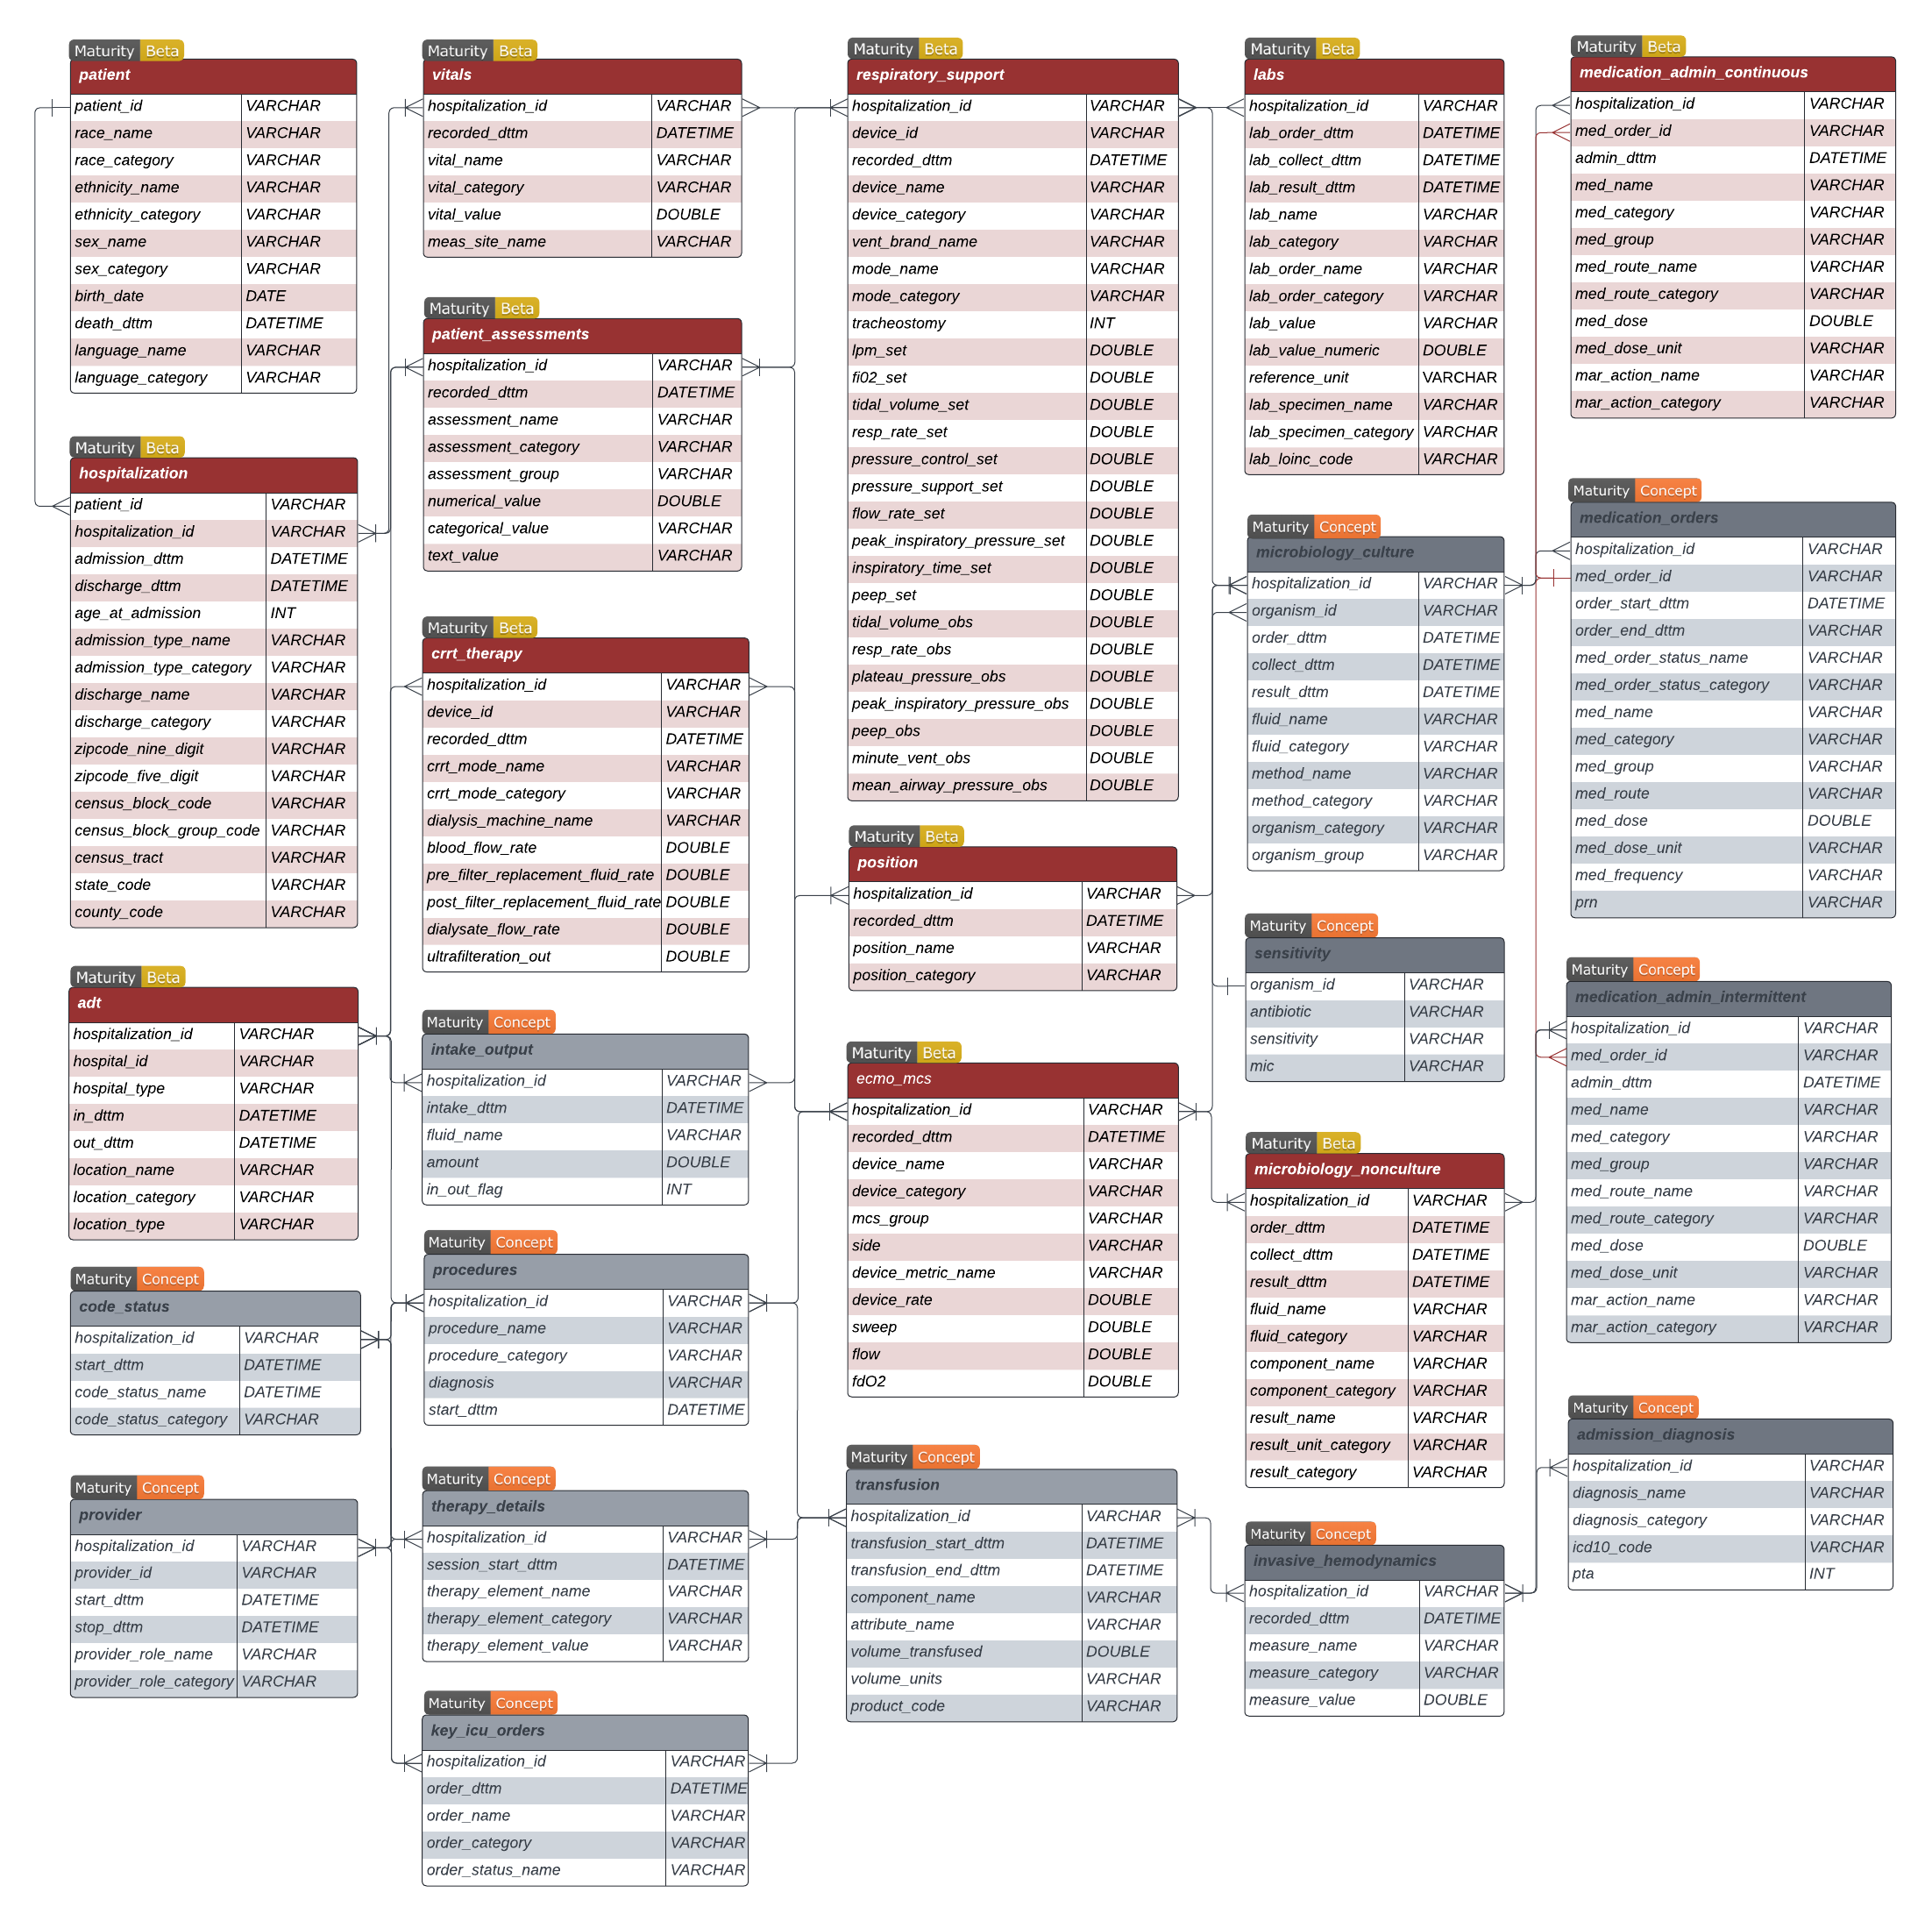 Maturity Beta
patient
patient_id VARCHAR
race_name VARCHAR
race_category VARCHAR
ethnicity_name VARCHAR
ethnicity_category VARCHAR
sex_name VARCHAR
sex_category VARCHAR
birth_date DATE
death_dttm DATETIME
language_name VARCHAR
language_category VARCHAR
Maturity Beta
hospitalization
patient_id VARCHAR
hospitalization_id VARCHAR
admission_dttm DATETIME
discharge_dttm DATETIME
age_at_admission INT
admission_type_name VARCHAR
admission_type_category VARCHAR
discharge_name VARCHAR
discharge_category VARCHAR
zipcode_nine_digit VARCHAR
zipcode_five_digit VARCHAR
census_block_code VARCHAR
census_block_group_code VARCHAR
census_tract VARCHAR
state_code VARCHAR
county_code VARCHAR
Maturity Beta
adt
hospitalization_id VARCHAR
hospital_id VARCHAR
hospital_type VARCHAR
in_dttm DATETIME
out_dttm DATETIME
location_name VARCHAR
location_category VARCHAR
location_type VARCHAR
Maturity Concept
code_status
hospitalization_id VARCHAR
start_dttm DATETIME
code_status_name DATETIME
code_status_category VARCHAR
Maturity Concept
provider
hospitalization_id VARCHAR
provider_id VARCHAR
start_dttm DATETIME
stop_dttm DATETIME
provider_role_name VARCHAR
provider_role_category VARCHAR
Maturity Beta
vitals
hospitalization_id VARCHAR
recorded_dttm DATETIME
vital_name VARCHAR
vital_category VARCHAR
vital_value DOUBLE
meas_site_name VARCHAR
Maturity Beta
patient_assessments
hospitalization_id VARCHAR
recorded_dttm DATETIME
assessment_name VARCHAR
assessment_category VARCHAR
assessment_group VARCHAR
numerical_value DOUBLE
categorical_value VARCHAR
text_value VARCHAR
Maturity Beta
crrt_therapy
hospitalization_id VARCHAR
device_id VARCHAR
recorded_dttm DATETIME
crrt_mode_name VARCHAR
crrt_mode_category VARCHAR
dialysis_machine_name VARCHAR
blood_flow_rate DOUBLE
pre_filter_replacement_fluid_rate DOUBLE
post_filter_replacement_fluid_rate DOUBLE
dialysate_flow_rate DOUBLE
ultrafilteration_out DOUBLE
Maturity Concept
intake_output
hospitalization_id VARCHAR
intake_dttm DATETIME
fluid_name VARCHAR
amount DOUBLE
in_out_flag INT
Maturity Concept
procedures
hospitalization_id VARCHAR
procedure_name VARCHAR
procedure_category VARCHAR
diagnosis VARCHAR
start_dttm DATETIME
Maturity Concept
therapy_details
hospitalization_id VARCHAR
session_start_dttm DATETIME
therapy_element_name VARCHAR
therapy_element_category VARCHAR
therapy_element_value VARCHAR
Maturity Concept
key_icu_orders
hospitalization_id VARCHAR
order_dttm DATETIME
order_name VARCHAR
order_category VARCHAR
order_status_name VARCHAR
Maturity Beta
respiratory_support
hospitalization_id VARCHAR
device_id VARCHAR
recorded_dttm DATETIME
device_name VARCHAR
device_category VARCHAR
vent_brand_name VARCHAR
mode_name VARCHAR
mode_category VARCHAR
tracheostomy INT
lpm_set DOUBLE
fi02_set DOUBLE
tidal_volume_set DOUBLE
resp_rate_set DOUBLE
pressure_control_set DOUBLE
pressure_support_set DOUBLE
flow_rate_set DOUBLE
peak_inspiratory_pressure_set DOUBLE
inspiratory_time_set DOUBLE
peep_set DOUBLE
tidal_volume_obs DOUBLE
resp_rate_obs DOUBLE
plateau_pressure_obs DOUBLE
peak_inspiratory_pressure_obs DOUBLE
peep_obs DOUBLE
minute_vent_obs DOUBLE
mean_airway_pressure_obs DOUBLE
Maturity Beta
position
hospitalization_id VARCHAR
recorded_dttm DATETIME
position_name VARCHAR
position_category VARCHAR
Maturity Beta
ecmo_mcs
hospitalization_id VARCHAR
recorded_dttm DATETIME
device_name VARCHAR
device_category VARCHAR
mcs_group VARCHAR
side VARCHAR
device_metric_name VARCHAR
device_rate DOUBLE
sweep DOUBLE
flow DOUBLE
fdO2 DOUBLE
Maturity Concept
transfusion
hospitalization_id VARCHAR
transfusion_start_dttm DATETIME
transfusion_end_dttm DATETIME
component_name VARCHAR
attribute_name VARCHAR
volume_transfused DOUBLE
volume_units VARCHAR
product_code VARCHAR
Maturity Beta
labs
hospitalization_id VARCHAR
lab_order_dttm DATETIME
lab_collect_dttm DATETIME
lab_result_dttm DATETIME
lab_name VARCHAR
lab_category VARCHAR
lab_order_name VARCHAR
lab_order_category VARCHAR
lab_value VARCHAR
lab_value_numeric DOUBLE
reference_unit VARCHAR
lab_specimen_name VARCHAR
lab_specimen_category VARCHAR
lab_loinc_code VARCHAR
Maturity Concept
microbiology_culture
hospitalization_id VARCHAR
organism_id VARCHAR
order_dttm DATETIME
collect_dttm DATETIME
result_dttm DATETIME
fluid_name VARCHAR
fluid_category VARCHAR
method_name VARCHAR
method_category VARCHAR
organism_category VARCHAR
organism_group VARCHAR
Maturity Concept
sensitivity
organism_id VARCHAR
antibiotic VARCHAR
sensitivity VARCHAR
mic VARCHAR
Maturity Beta
microbiology_nonculture
hospitalization_id VARCHAR
order_dttm DATETIME
collect_dttm DATETIME
result_dttm DATETIME
fluid_name VARCHAR
fluid_category VARCHAR
component_name VARCHAR
component_category VARCHAR
result_name VARCHAR
result_unit_category VARCHAR
result_category VARCHAR
Maturity Concept
invasive_hemodynamics
hospitalization_id VARCHAR
recorded_dttm DATETIME
measure_name VARCHAR
measure_category VARCHAR
measure_value DOUBLE
Maturity Beta
medication_admin_continuous
hospitalization_id VARCHAR
med_order_id VARCHAR
admin_dttm DATETIME
med_name VARCHAR
med_category VARCHAR
med_group VARCHAR
med_route_name VARCHAR
med_route_category VARCHAR
med_dose DOUBLE
med_dose_unit VARCHAR
mar_action_name VARCHAR
mar_action_category VARCHAR
Maturity Concept
medication_orders
hospitalization_id VARCHAR
med_order_id VARCHAR
order_start_dttm DATETIME
order_end_dttm VARCHAR
med_order_status_name VARCHAR
med_order_status_category VARCHAR
med_name VARCHAR
med_category VARCHAR
med_group VARCHAR
med_route VARCHAR
med_dose DOUBLE
med_dose_unit VARCHAR
med_frequency VARCHAR
prn VARCHAR
Maturity Concept
medication_admin_intermittent
hospitalization_id VARCHAR
med_order_id VARCHAR
admin_dttm DATETIME
med_name VARCHAR
med_category VARCHAR
med_group VARCHAR
med_route_name VARCHAR
med_route_category VARCHAR
med_dose DOUBLE
med_dose_unit VARCHAR
mar_action_name VARCHAR
mar_action_category VARCHAR
Maturity Concept
admission_diagnosis
hospitalization_id VARCHAR
diagnosis_name VARCHAR
diagnosis_category VARCHAR
icd10_code VARCHAR
pta INT